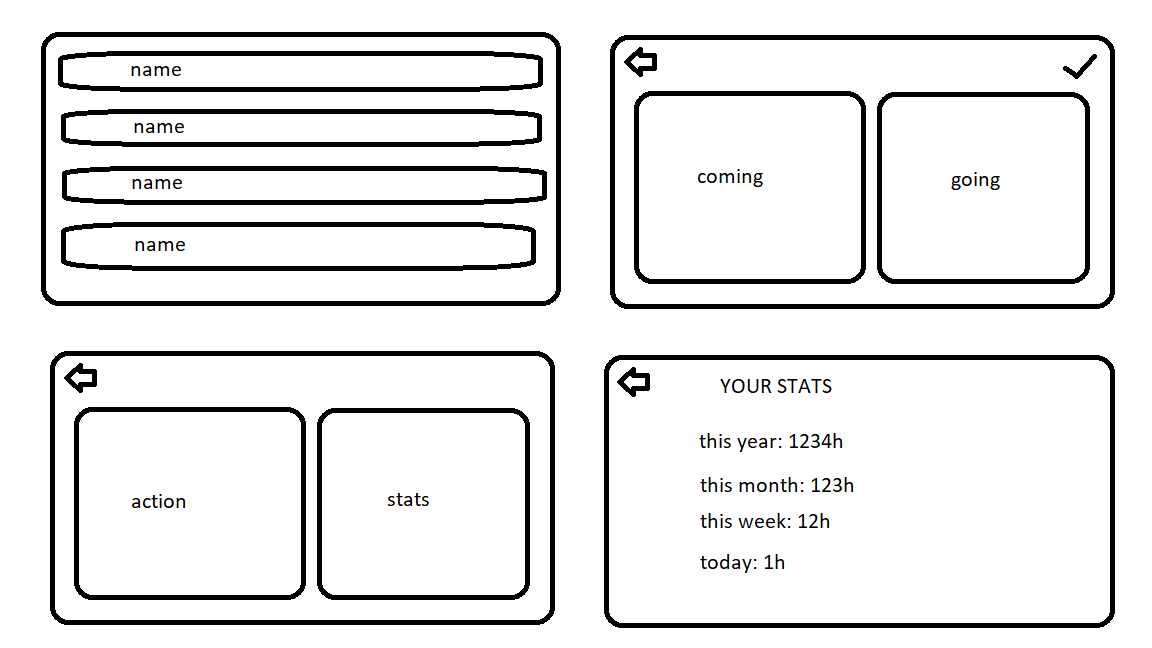 name
name
name
name
coming
going
action
stats
YOUR STATS
this year: 1234h
this month: 123h
this week: 12h
today: 1h